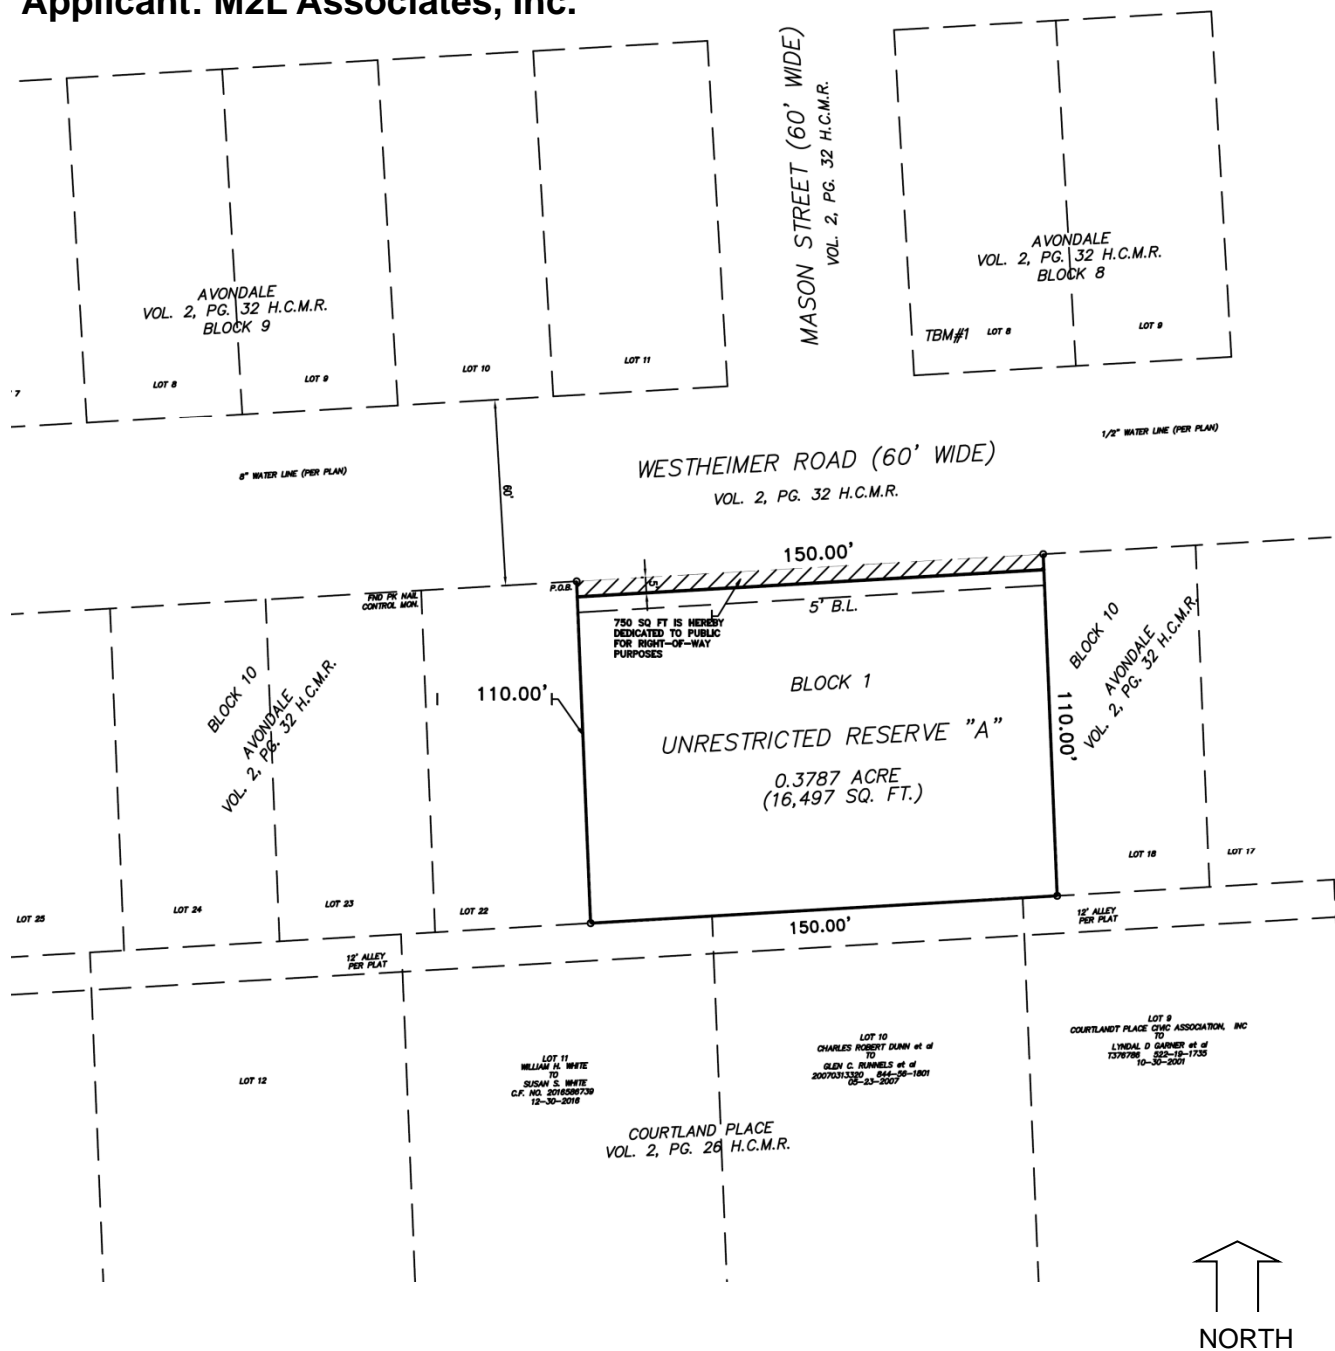 Applicant: M2L Associates, Inc.
MASON STREET (60' WIDE)
VOL. 2, PG. 32 H.C.M.R.
AVONDALE
VOL. 2, PG. 32 H.C.M.R.
BLOCK 8
TBM#1
LOT 8
LOT 9
AVONDALE
VOL. 2, PG. 32 H.C.M.R.
BLOCK 9
7
LOT 8
LOT 9
LOT 10
LOT 11
8" WATER LINE (PER PLAN)
60'
WESTHEIMER ROAD (60' WIDE)
VOL. 2, PG. 32 H.C.M.R.
1/2" WATER LINE (PER PLAN)
150.00'
P.O.B.
5'
5' B.L.
FND PK NAIL
CONTROL MON.
750 SQ FT IS HEREBY
DEDICATED TO PUBLIC
FOR RIGHT-OF-WAY
PURPOSES
BLOCK 10
AVONDALE
VOL. 2, PG. 32 H.C.M.R.
110.00'
BLOCK 1
UNRESTRICTED RESERVE "A"
0.3787 ACRE
(16,497 SQ. FT.)
110.00'
BLOCK 10
AVONDALE
VOL. 2, PG. 32 H.C.M.R.
LOT 25
LOT 24
LOT 23
LOT 22
LOT 18
LOT 17
150.00'
12' ALLEY
PER PLAT
12' ALLEY
PER PLAT
LOT 12
LOT 11
WILLIAM H. WHITE
TO
SUSAN S. WHITE
C.F. NO. 2016586739
12-30-2016
LOT 10
CHARLES ROBERT DUNN et al
TO
GLEN C. RUNNELS et al
20070313320 844-56-1801
05-23-2007
LOT 9
COURTLANDT PLACE CIVIC ASSOCIATION, INC
TO
LYNDAL D GARNER et al
T376786 522-19-1735
10-30-2001
COURTLAND PLACE
VOL. 2, PG. 26 H.C.M.R.
NORTH